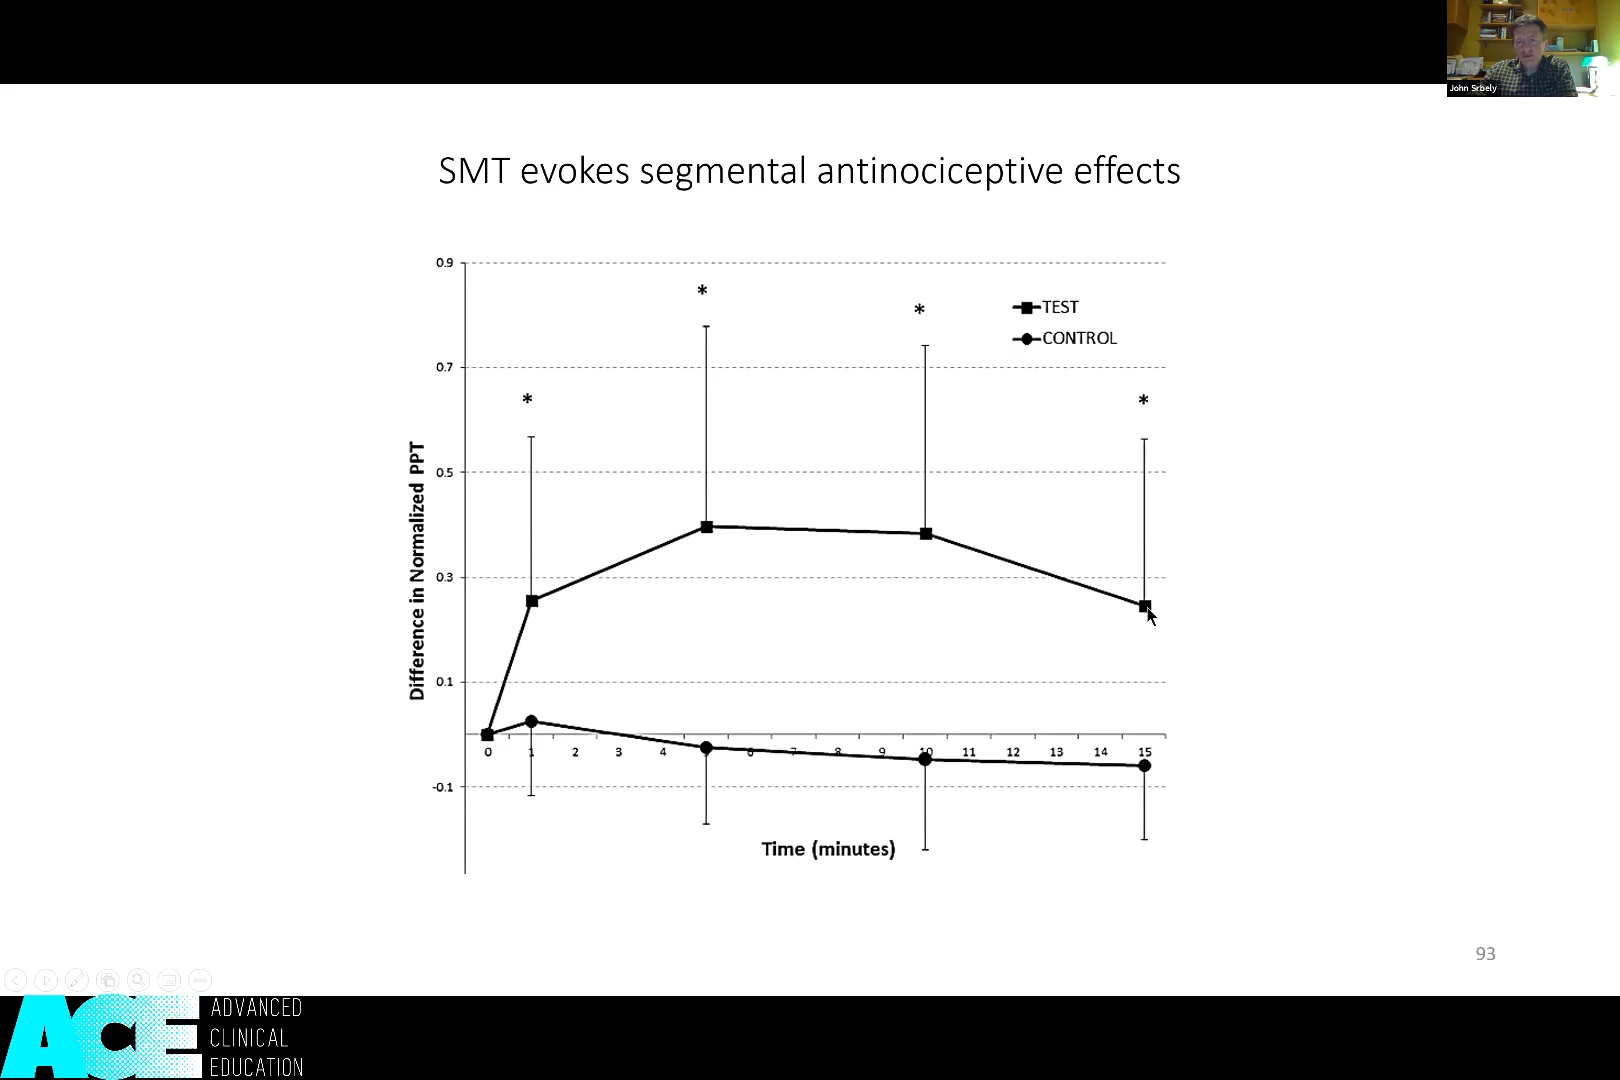 John Srbely
SMT evokes segmental antinociceptive effects
0.9
*
*
TEST
CONTROL
0.7
*
*
0.5
Difference in Normalized PPT
0.3
0.1
0 1 2 3 4 6 7 8 9 10 11 12 13 14 15
-0.1
Time (minutes)
93
ACE
ADVANCED
CLINICAL
EDUCATION